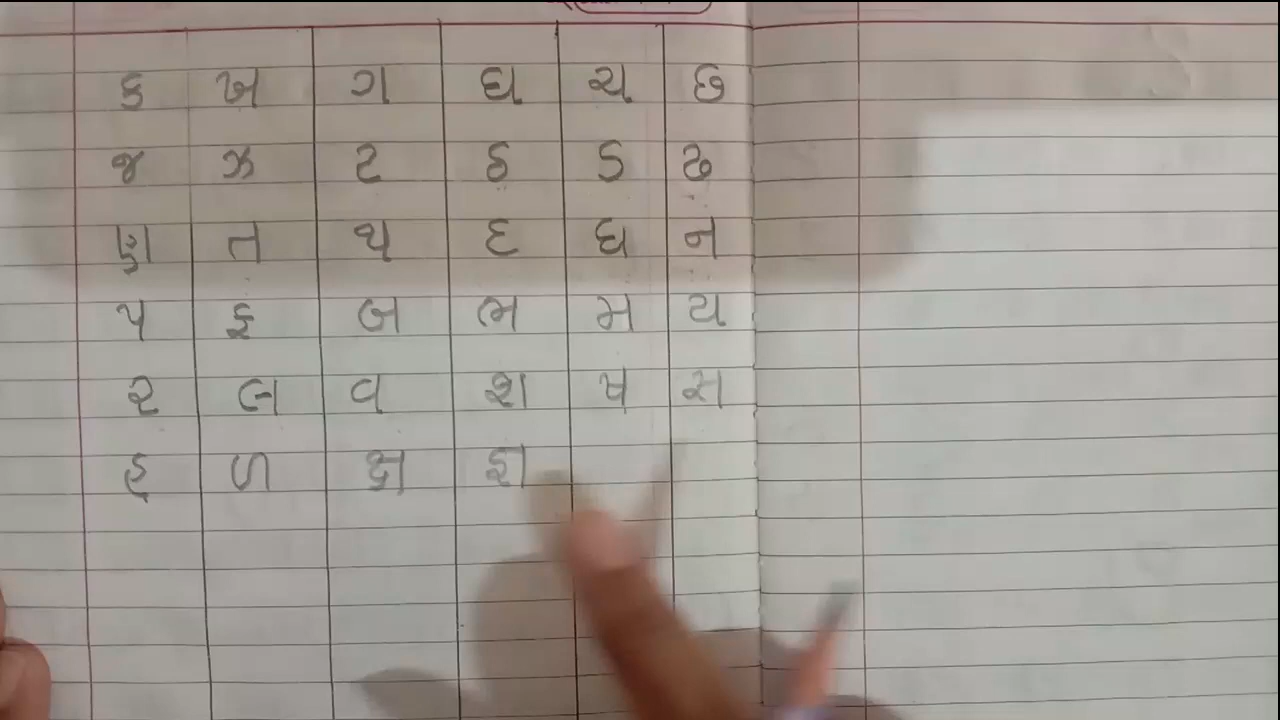 ક ખ ગ ઘ ચ છ
જ ઝ ટ ઠ ડ ઢ
ણ ત થ દ ધ ન
પ ફ બ ભ મ ય
ર લ વ શ ષ સ
હ ળ ક્ષ જ્ઞ